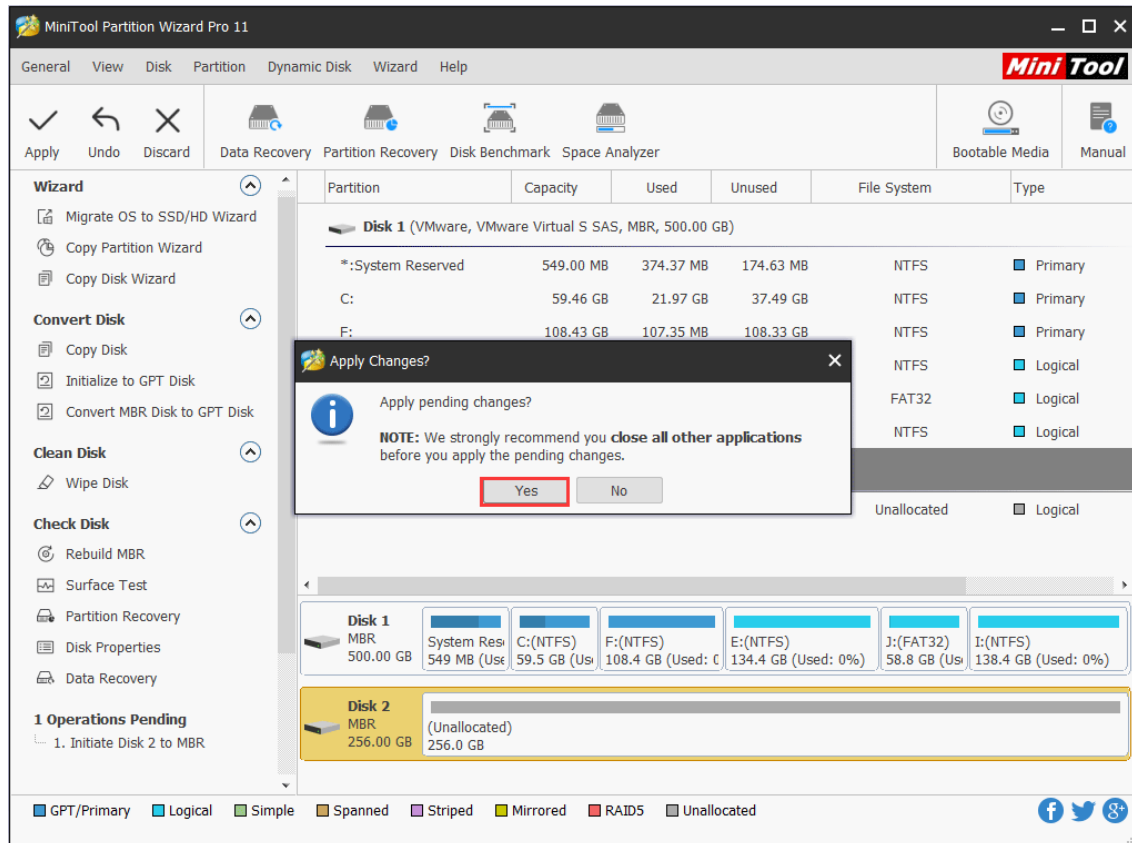 MiniTool Partition Wizard Pro 11
General View Disk Partition Dynamic Disk Wizard Help
Mini Tool
Apply Undo Discard Data Recovery Partition Recovery Disk Benchmark Space Analyzer Bootable Media Manual
Wizard
Migrate OS to SSD/HD Wizard
Copy Partition Wizard
Copy Disk Wizard
Convert Disk
Copy Disk
Initialize to GPT Disk
Convert MBR Disk to GPT Disk
Clean Disk
Wipe Disk
Check Disk
Rebuild MBR
Surface Test
Partition Recovery
Disk Properties
Data Recovery
1 Operations Pending
1. Initiate Disk 2 to MBR
Partition Capacity Used Unused File System Type
Disk 1 (VMware, VMware Virtual S SAS, MBR, 500.00 GB)
*:System Reserved 549.00 MB 374.37 MB 174.63 MB NTFS Primary
C: 59.46 GB 21.97 GB 37.49 GB NTFS Primary
F: 108.43 GB 107.35 MB 108.33 GB NTFS Primary
NTFS Logical
FAT32 Logical
NTFS Logical
Unallocated Logical
Apply Changes?
Apply pending changes?
NOTE: We strongly recommend you close all other applications
before you apply the pending changes.
Yes No
Disk 1
MBR
500.00 GB
System Rese
549 MB (Use
C:(NTFS)
59.5 GB (Us
F:(NTFS)
108.4 GB (Used: 0
E:(NTFS)
134.4 GB (Used: 0%)
J:(FAT32)
58.8 GB (Us
I:(NTFS)
138.4 GB (Used: 0%)
Disk 2
MBR
256.00 GB
(Unallocated)
256.0 GB
GPT/Primary Logical Simple Spanned Striped Mirrored RAID5 Unallocated